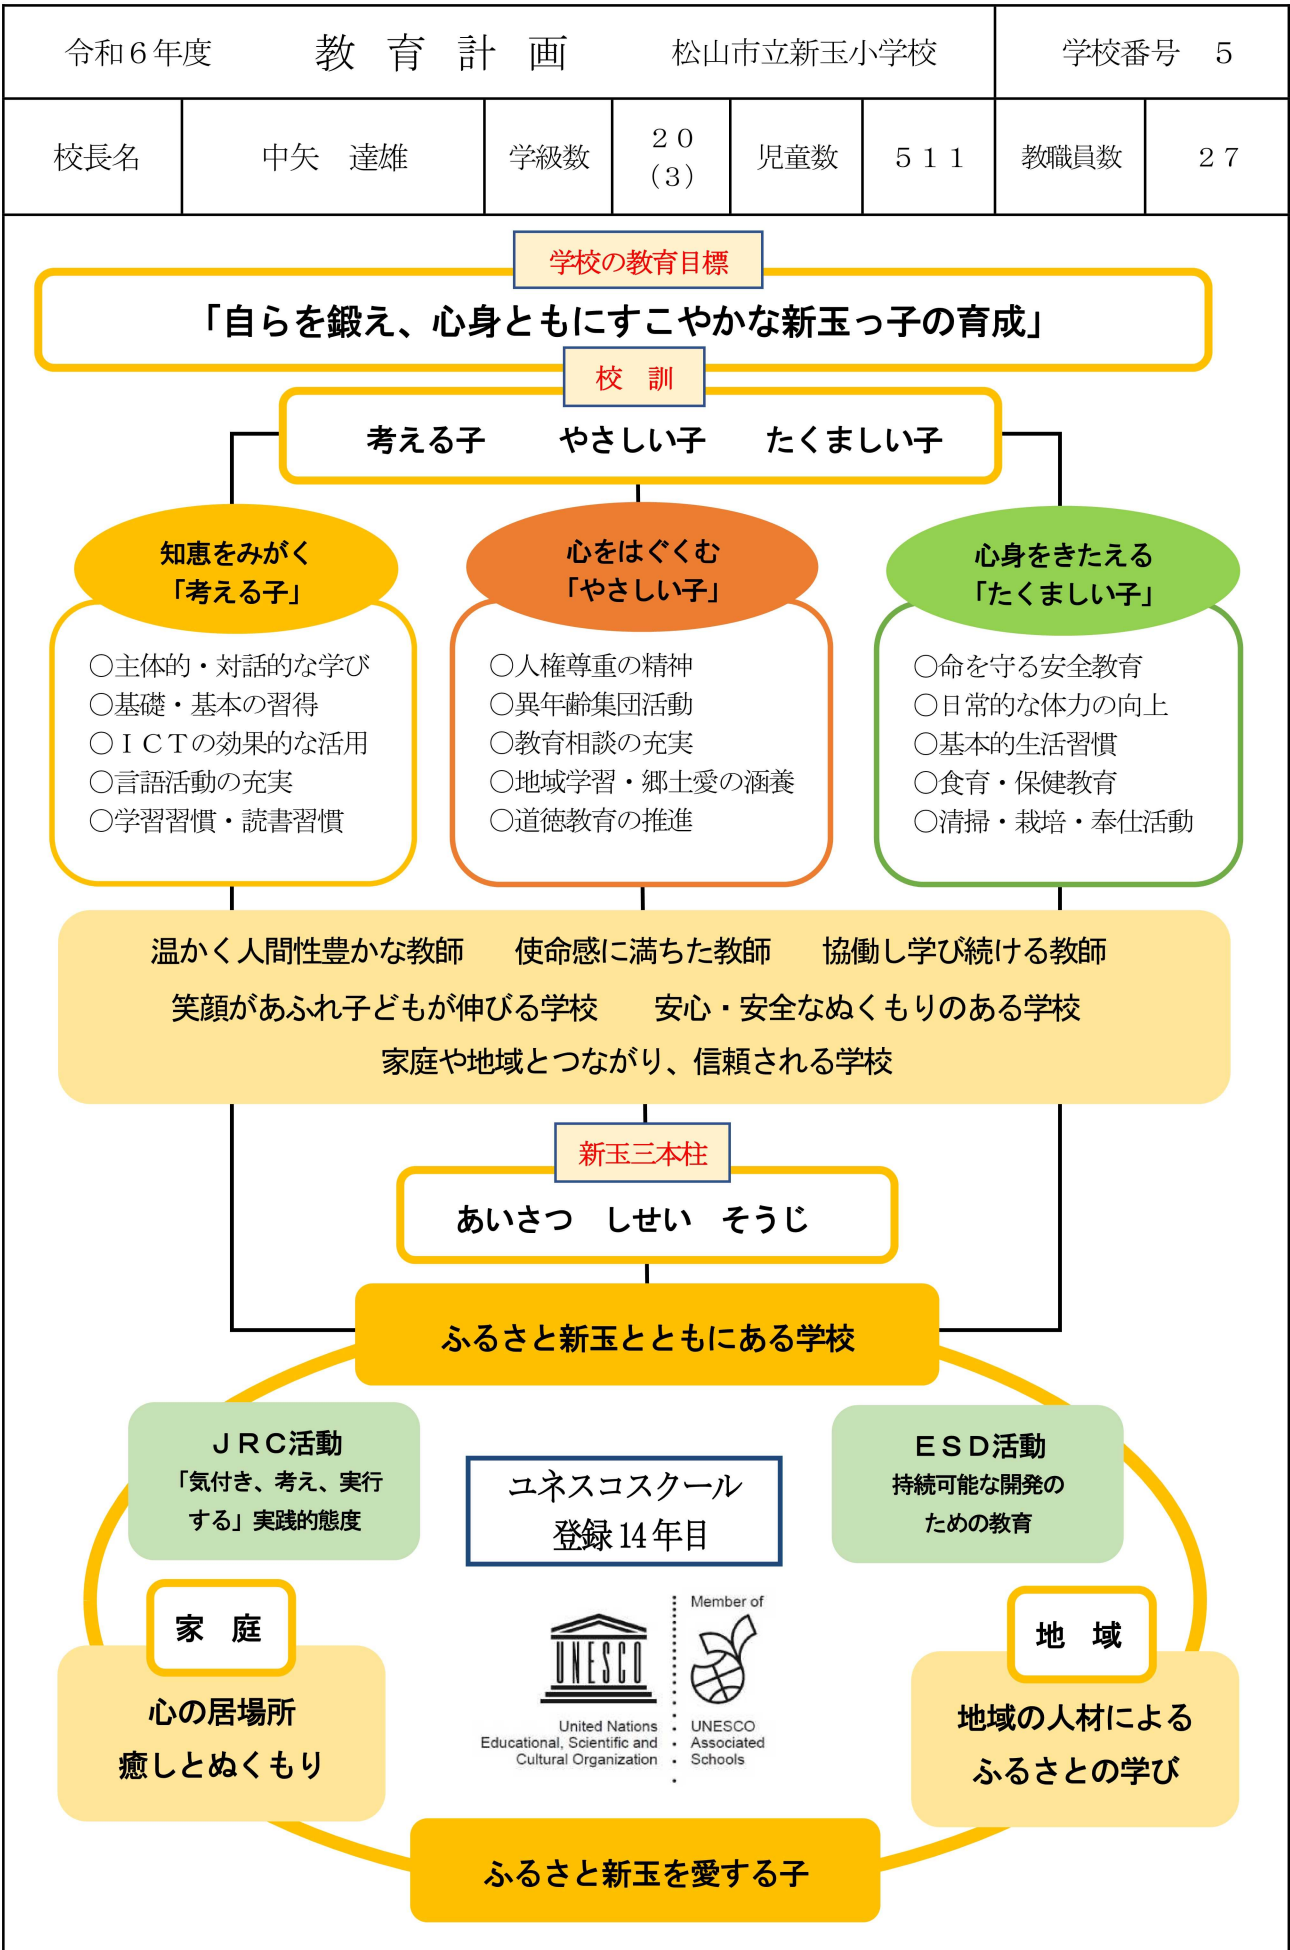 令和６年度　教 育 計 画　松山市立新玉小学校　学校番号　５
校長名　中矢　達雄　学級数　２０　児童数　５１１　教職員数　２７
（３）
学校の教育目標
「自らを鍛え、心身ともにすこやかな新玉っ子の育成」
校　訓
考える子　やさしい子　たくましい子
知恵をみがく
「考える子」
○主体的・対話的な学び
○基礎・基本の習得
○ＩＣＴの効果的な活用
○言語活動の充実
○学習習慣・読書習慣
心をはぐくむ
「やさしい子」
○人権尊重の精神
○異年齢集団活動
○教育相談の充実
○地域学習・郷土愛の涵養
○道徳教育の推進
心身をきたえる
「たくましい子」
○命を守る安全教育
○日常的な体力の向上
○基本的生活習慣
○食育・保健教育
○清掃・栽培・奉仕活動
温かく人間性豊かな教師　使命感に満ちた教師　協働し学び続ける教師
笑顔があふれ子どもが伸びる学校　安心・安全なぬくもりのある学校
家庭や地域とつながり、信頼される学校
新玉三本柱
あいさつ　しせい　そうじ
ふるさと新玉とともにある学校
ＪＲＣ活動
「気付き、考え、実行
する」実践的態度
ＥＳＤ活動
持続可能な開発の
ための教育
ユネスコスクール
登録14年目
UNESCO
United Nations
Educational, Scientific and
Cultural Organization
Member of
UNESCO
Associated
Schools
家　庭
心の居場所
癒しとぬくもり
地　域
地域の人材による
ふるさとの学び
ふるさと新玉を愛する子